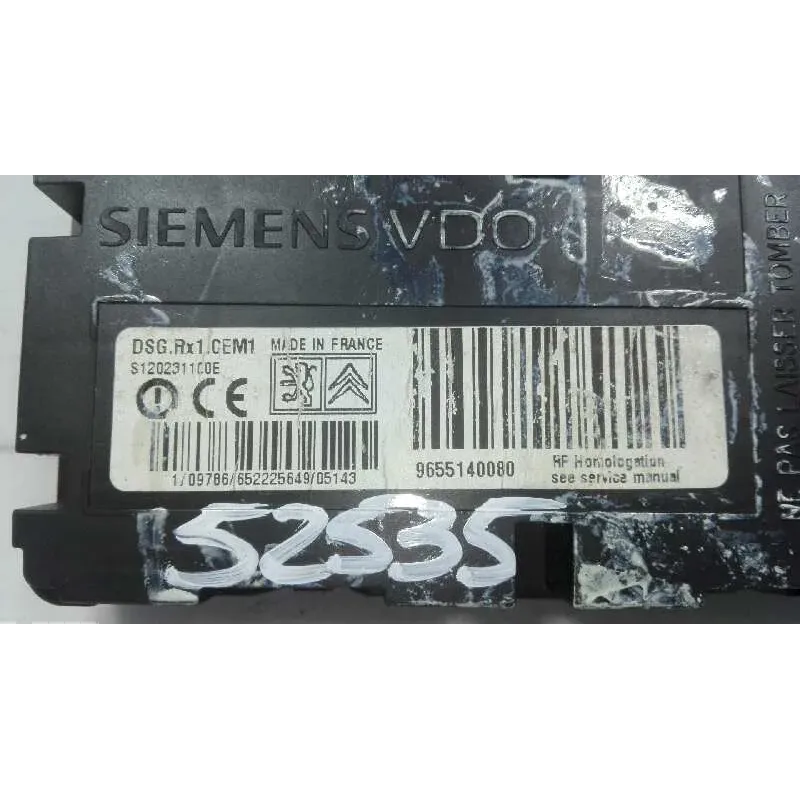 SIEMENS VDO
DSG.Rx1.CEM1 MADE IN FRANCE
S120231100E
CE
1/09786/652225649/05143
9655140080
RF Homologation
see service manual
NE PAS LAISSER TOMBER
52535